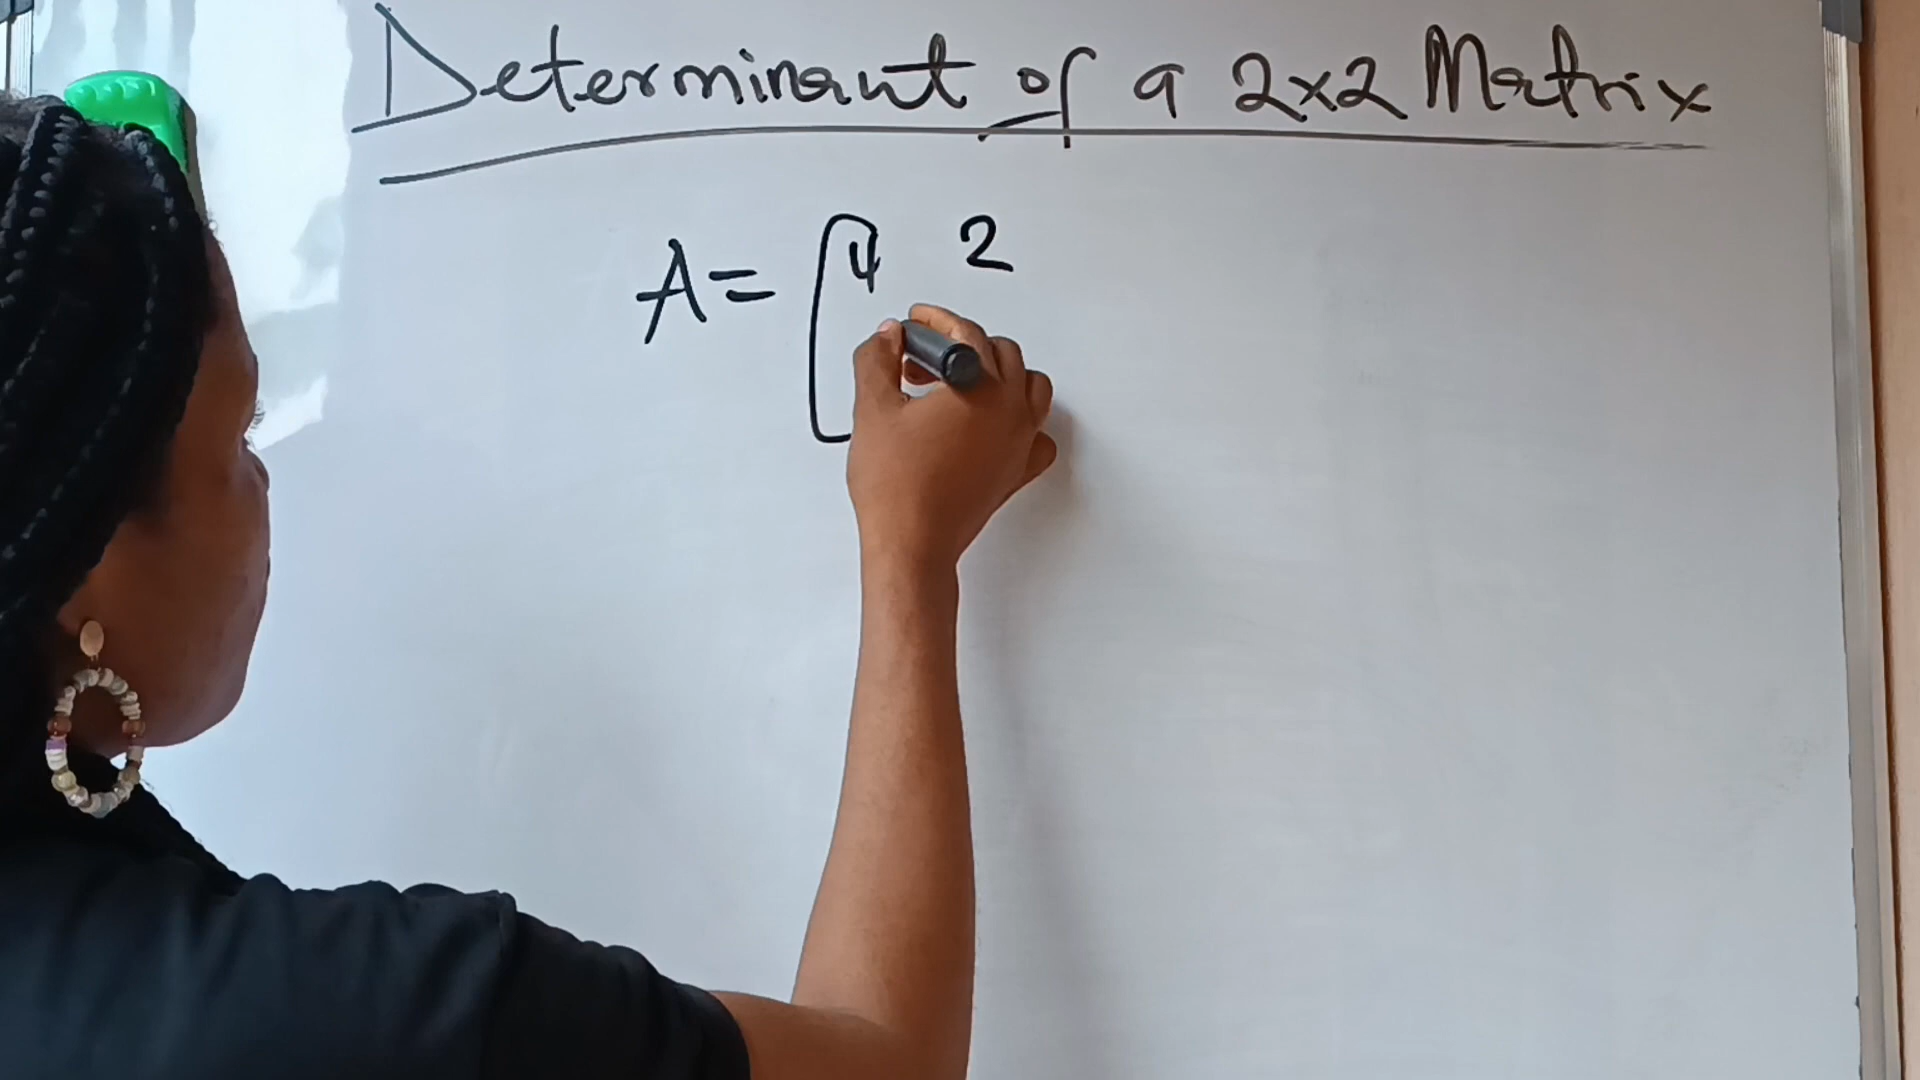 Determinant of a 2x2 Matrix
A = [4 2